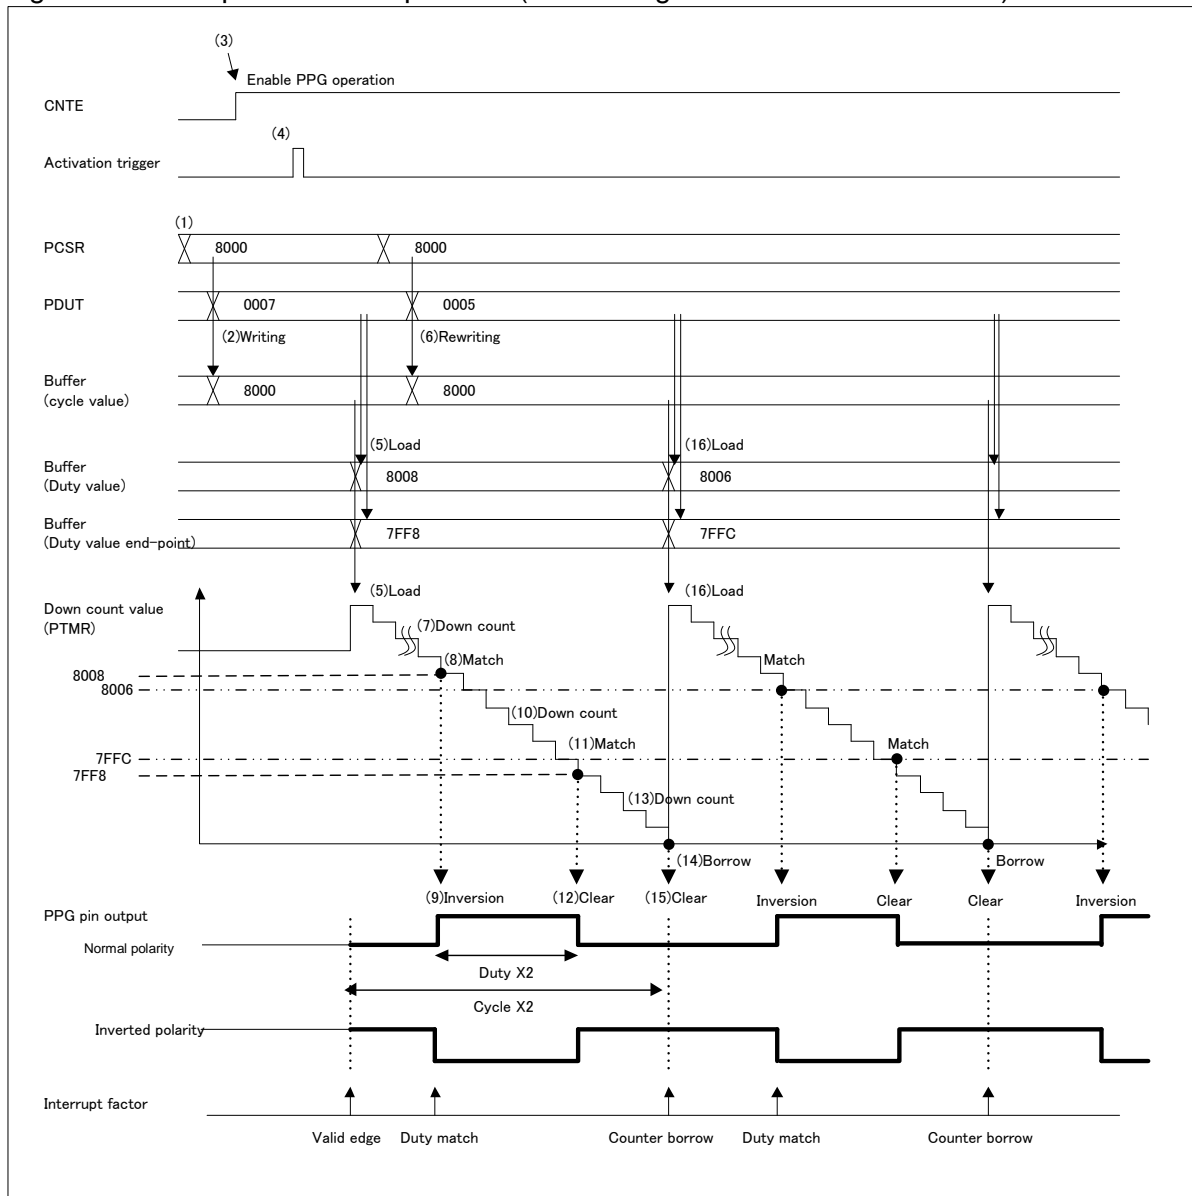 (3)
Enable PPG operation
CNTE
(4)
Activation trigger
(1)
PCSR 8000 8000
PDUT 0007 0005
(2)Writing (6)Rewriting
Buffer
(cycle value) 8000 8000
(5)Load (16)Load
Buffer
(Duty value) 8008 8006
Buffer
(Duty value end-point) 7FF8 7FFC
(5)Load (16)Load
Down count value
(PTMR)
(7)Down count
(8)Match Match
8008
8006
(10)Down count
(11)Match Match
7FFC
7FF8
(13)Down count
(14)Borrow Borrow
(9)Inversion (12)Clear (15)Clear Inversion Clear Clear Inversion
PPG pin output
Normal polarity
Duty X2
Cycle X2
Inverted polarity
Interrupt factor
Valid edge Duty match Counter borrow Duty match Counter borrow